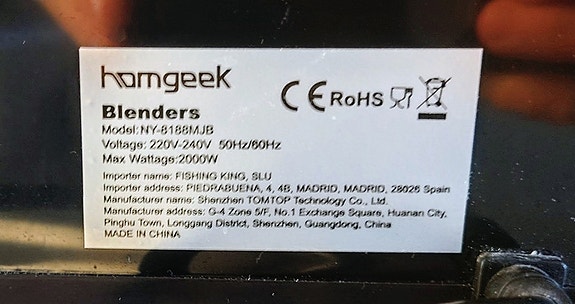 homgeek
CE RoHS
Blenders
Model: NY-8188MJB
Voltage: 220V-240V 50Hz/60Hz
Max Wattage:2000W
Importer name: FISHING KING, SLU
Importer address: PIEDRABUENA, 4, 4B, MADRID, MADRID, 28026 Spain
Manufacturer name: Shenzhen TOMTOP Technology Co., Ltd.
Manufacturer address: G-4 Zone 5/F, No.1 Exchange Square, Huanan City,
Pinghu Town, Longgang District, Shenzhen, Guangdong, China
MADE IN CHINA